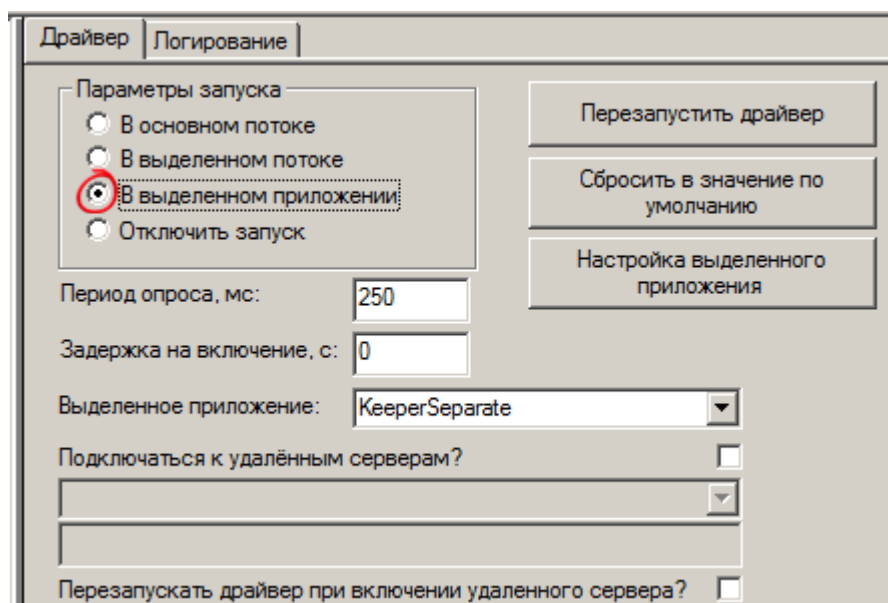 Драйвер
Логирование
Параметры запуска
В основном потоке
В выделенном потоке
В выделенном приложении
Отключить запуск
Перезапустить драйвер
Сбросить в значение по
умолчанию
Настройка выделенного
приложения
Период опроса, мс:
250
Задержка на включение, с:
0
Выделенное приложение:
KeeperSeparate
Подключаться к удалённым серверам?
Перезапускать драйвер при включении удаленного сервера?